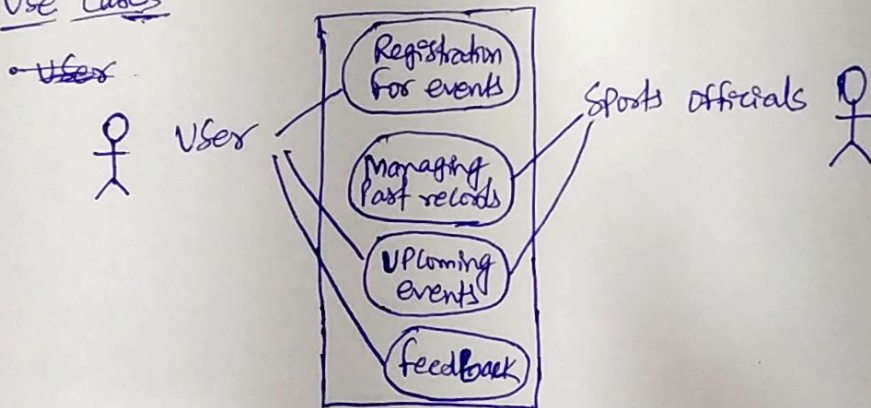 Use Cases
User
User
Registration
For events
Managing
Past records
Upcoming
events
feedback
Sports officials